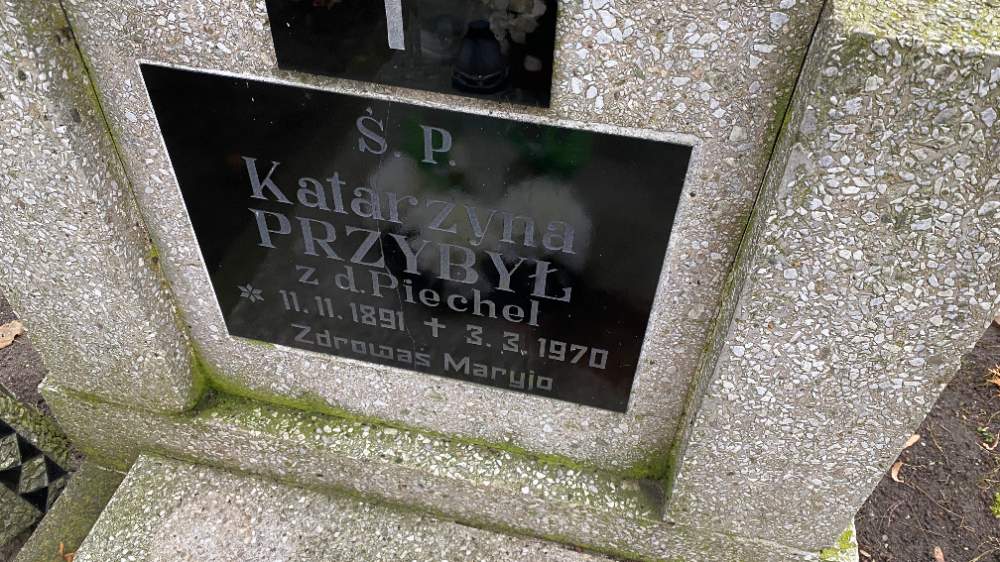 Ś. P.
Katarzyna
PRZYBYŁ
z d. Piechel
* 11. 11. 1891 ✝ 3. 3. 1970
Zdrowaś Maryjo